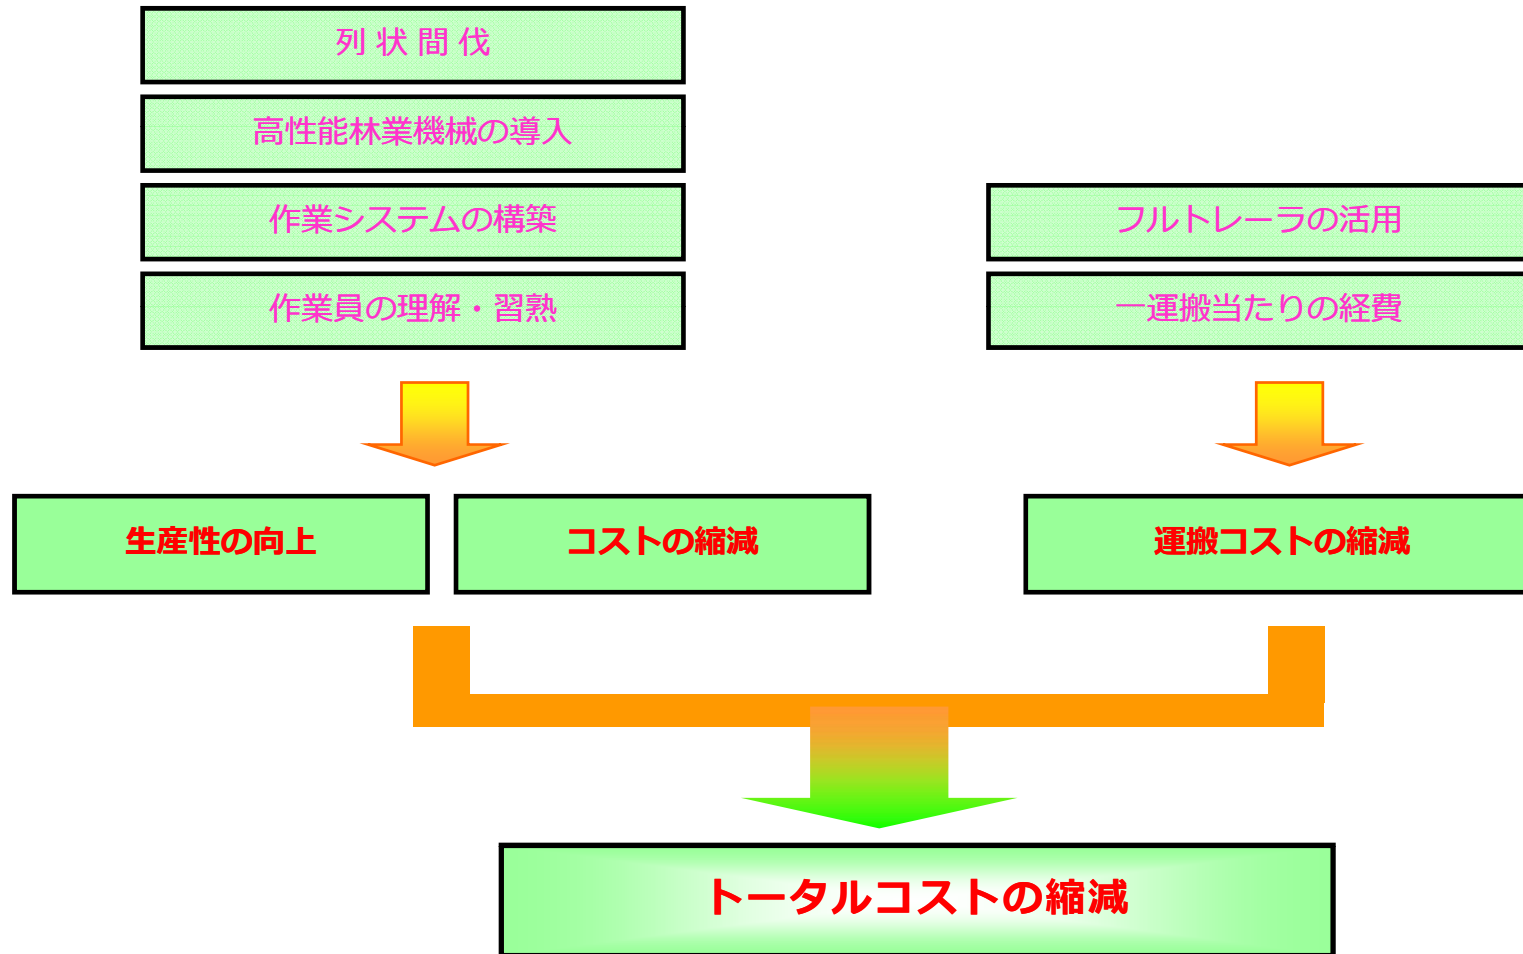 列 状 間 伐
高性能林業機械の導入
作業システムの構築
作業員の理解・習熟
フルトレーラの活用
一運搬当たりの経費
生産性の向上
コストの縮減
運搬コストの縮減
トータルコストの縮減